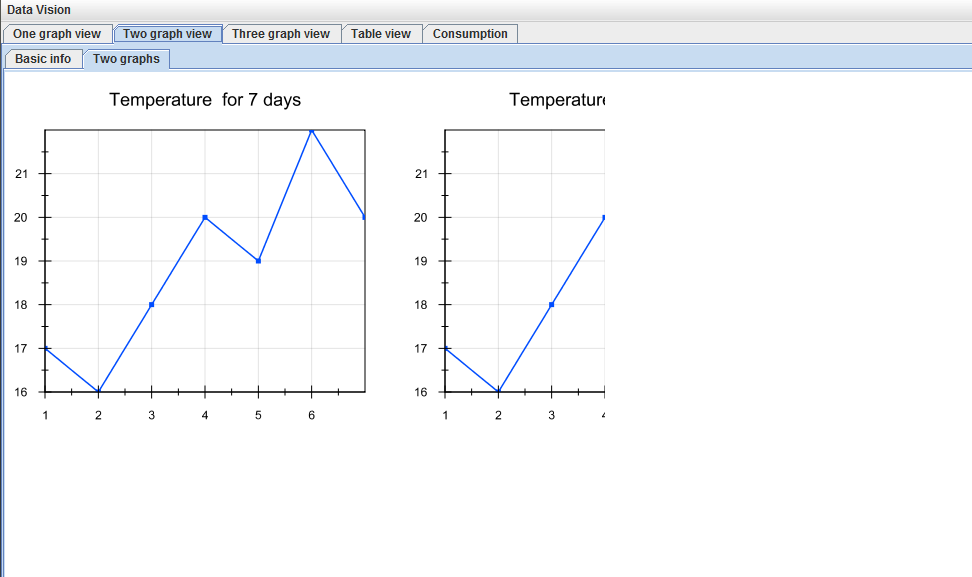 Data Vision
One graph view Two graph view Three graph view Table view Consumption
Basic info Two graphs
Temperature for 7 days
21
20
19
18
17
16
1 2 3 4 5 6
Temperature
21
20
19
18
17
16
1 2 3 4